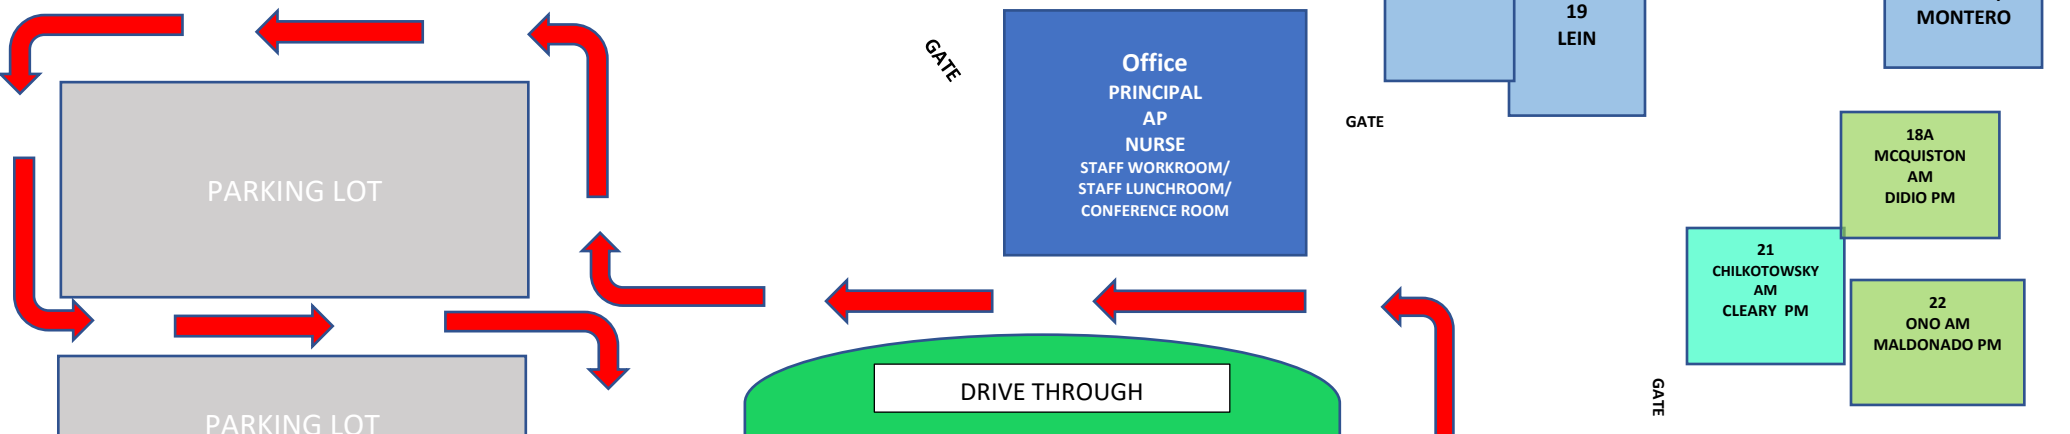 GATE
Office
PRINCIPAL
AP
NURSE
STAFF WORKROOM/
STAFF LUNCHROOM/
CONFERENCE ROOM
19
LEIN
MONTERO
GATE
PARKING LOT
18A
MCQUISTON
AM
DIDIO PM
21
CHILKOTOWSKY
AM
CLEARY PM
22
ONO AM
MALDONADO PM
GATE
DRIVE THROUGH
PARKING LOT